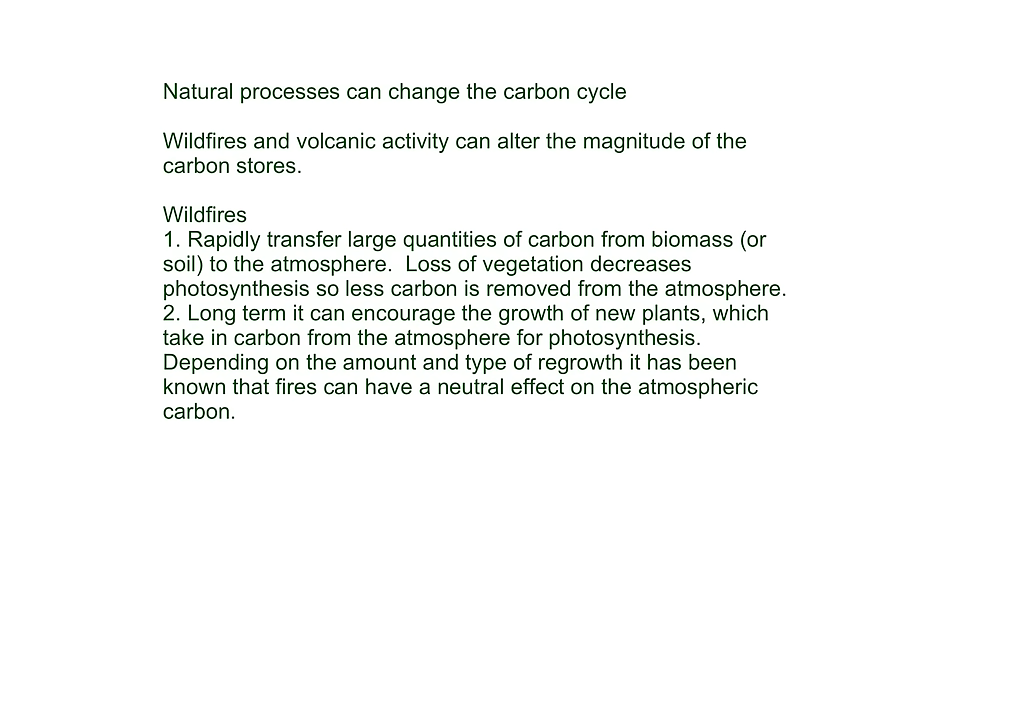 Natural processes can change the carbon cycle
Wildfires and volcanic activity can alter the magnitude of the
carbon stores.
Wildfires
1. Rapidly transfer large quantities of carbon from biomass (or
soil) to the atmosphere.  Loss of vegetation decreases
photosynthesis so less carbon is removed from the atmosphere.
2. Long term it can encourage the growth of new plants, which
take in carbon from the atmosphere for photosynthesis.
Depending on the amount and type of regrowth it has been
known that fires can have a neutral effect on the atmospheric
carbon.